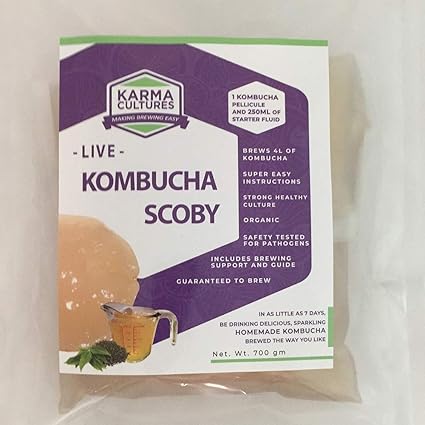 KARMA
CULTURES
MAKING BREWING EASY
1 KOMBUCHA
PELLICULE
AND 250ML OF
STARTER FLUID
- LIVE -
KOMBUCHA
SCOBY
BREWS 4L OF
KOMBUCHA
SUPER EASY
INSTRUCTIONS
STRONG HEALTHY
CULTURE
ORGANIC
SAFETY TESTED
FOR PATHOGENS
INCLUDES BREWING
SUPPORT AND GUIDE
GUARANTEED TO BREW
IN AS LITTLE AS 7 DAYS,
BE DRINKING DELICIOUS, SPARKLING
HOMEMADE KOMBUCHA
BREWED THE WAY YOU LIKE
Net. Wt. 700 gm